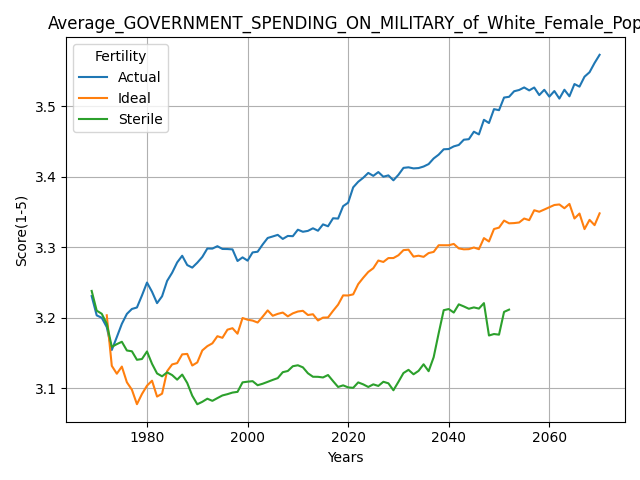 Average_GOVERNMENT_SPENDING_ON_MILITARY_of_White_Female_Pop
Fertility
Actual
Ideal
Sterile
Score(1-5)
3.5
3.4
3.3
3.2
3.1
1980 2000 2020 2040 2060
Years